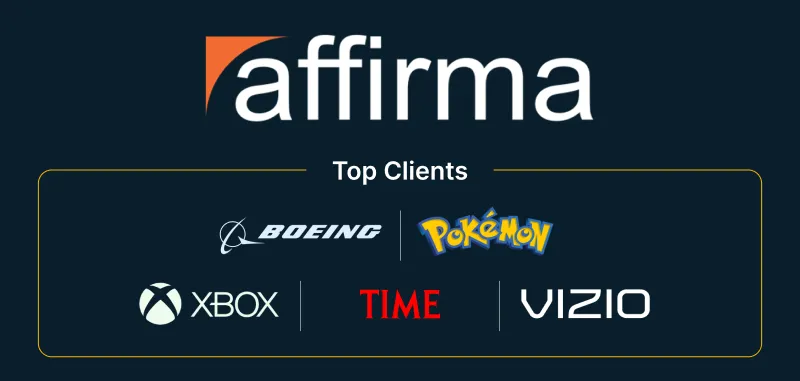 affirma
Top Clients
BOEING
POKéMON
XBOX
TIME
VIZIO